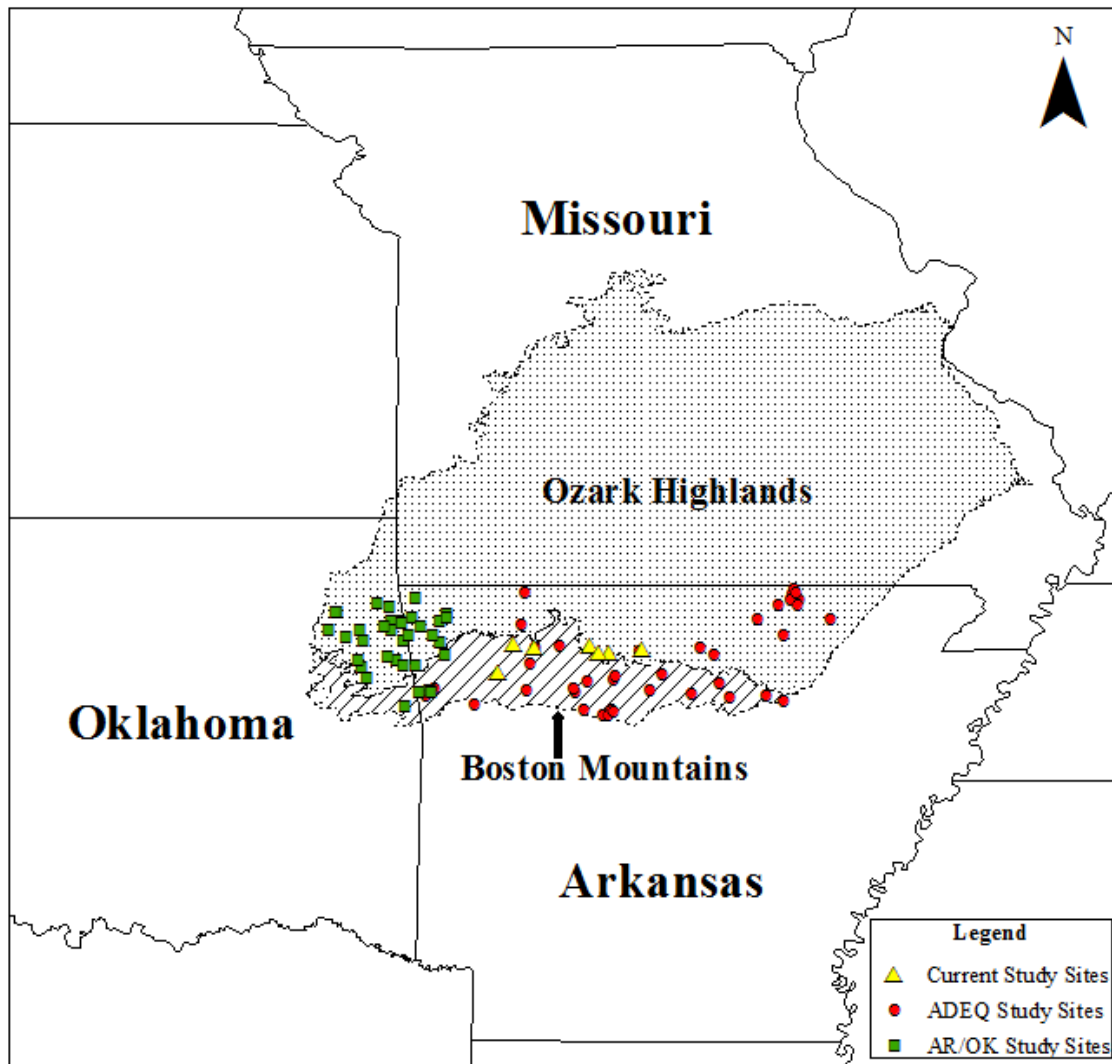 N
Missouri
Ozark Highlands
Oklahoma
Boston Mountains
Arkansas
Legend
Current Study Sites
ADEQ Study Sites
AR/OK Study Sites